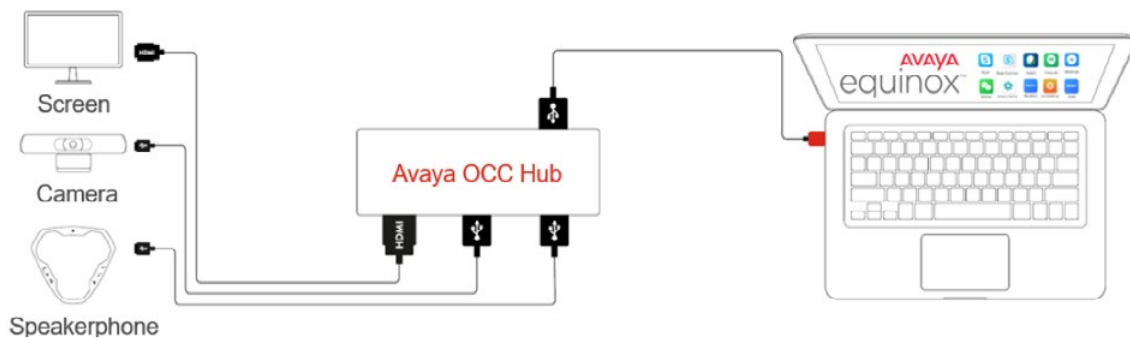 HDMI
Screen
Camera
Speakerphone
Avaya OCC Hub
HDMI
AVAYA
equinox